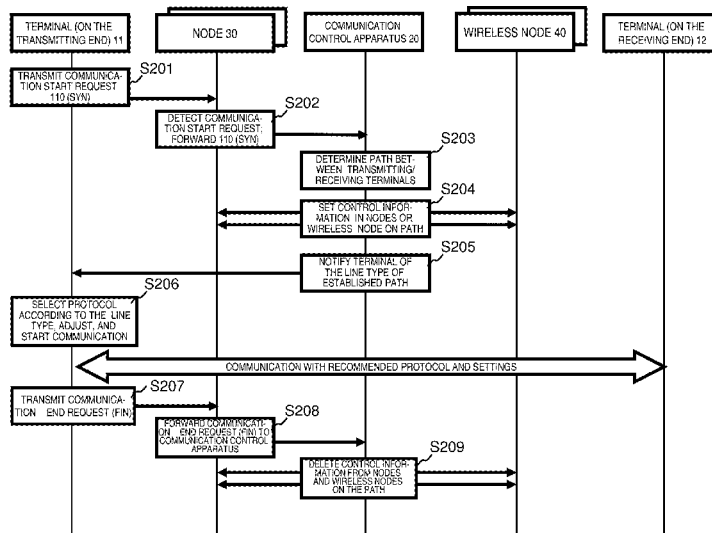 TERMINAL (ON THE
TRANSMITTING END) 11
NODE 30
COMMUNICATION
CONTROL APPARATUS 20
WIRELESS NODE 40
TERMINAL (ON THE
RECEIVING END) 12
S201
TRANSMIT COMMUNICA-
TION START REQUEST
110 (SYN)
S202
DETECT COMMUNICA-
TION START REQUEST;
FORWARD 110 (SYN)
S203
DETERMINE PATH BET-
WEEN TRANSMITTING/
RECEIVING TERMINALS
S204
SET CONTROL INFOR-
MATION IN NODES OR
WIRELESS NODE ON PATH
S205
NOTIFY TERMINAL OF
THE LINE TYPE OF
ESTABLISHED PATH
S206
SELECT PROTOCOL
ACCORDING TO THE LINE
TYPE, ADJUST, AND
START COMMUNICATION
COMMUNICATION WITH RECOMMENDED PROTOCOL AND SETTINGS
S207
TRANSMIT COMMUNICA-
TION END REQUEST (FIN)
S208
FORWARD COMMUNICATI-
ON END REQUEST (FIN) TO
COMMUNICATION CONTROL
APPARATUS
S209
DELETE CONTROL INFOR-
MATION FROM NODES
AND WIRELESS NODES
ON THE PATH